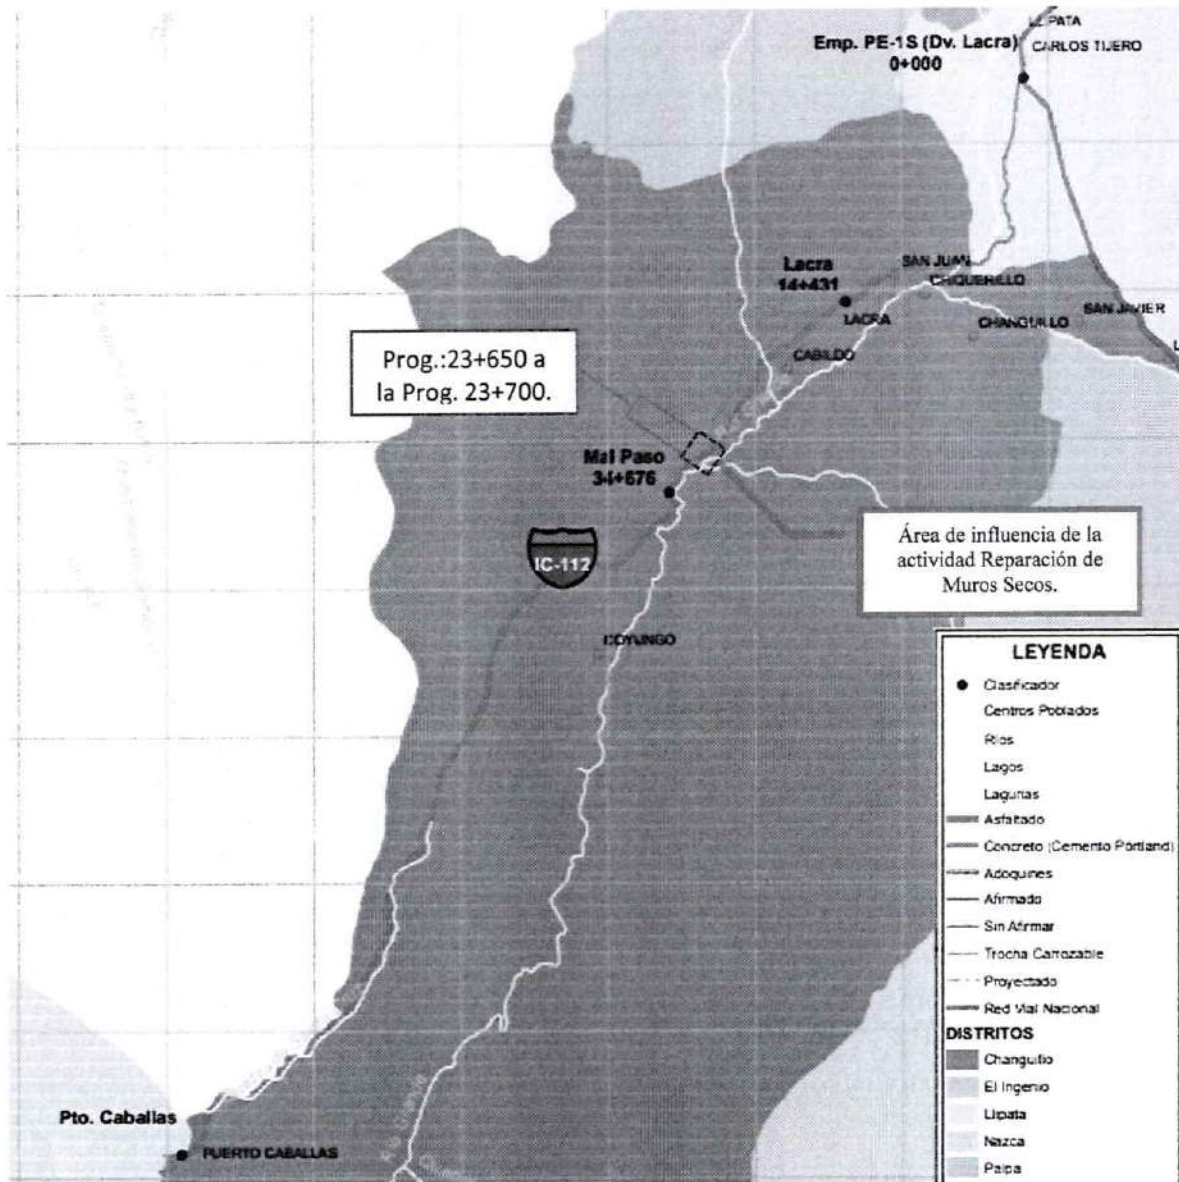 LLIPATA
Emp. PE-1S (Dv. Lacra)
0+000
CARLOS TIJERO
SAN JUAN
CHIQUERILLO
Lacra
14+431
LACRA
CHANGUILLO
SAN JAVIER
CABILDO
Prog.:23+650 a
la Prog. 23+700.
Mal Paso
34+676
IC-112
Área de influencia de la
actividad Reparación de
Muros Secos.
COYUNGO
LEYENDA
Clasificador
Centros Poblados
Ríos
Lagos
Lagunas
Asfaltado
Concreto (Cemento Pórtland)
Adoquines
Afirmado
Sin Afirmar
Trocha Carrozable
Proyectado
Red Vial Nacional
DISTRITOS
Changuillo
El Ingenio
Llipata
Nazca
Palpa
Pto. Caballas
PUERTO CABALLAS